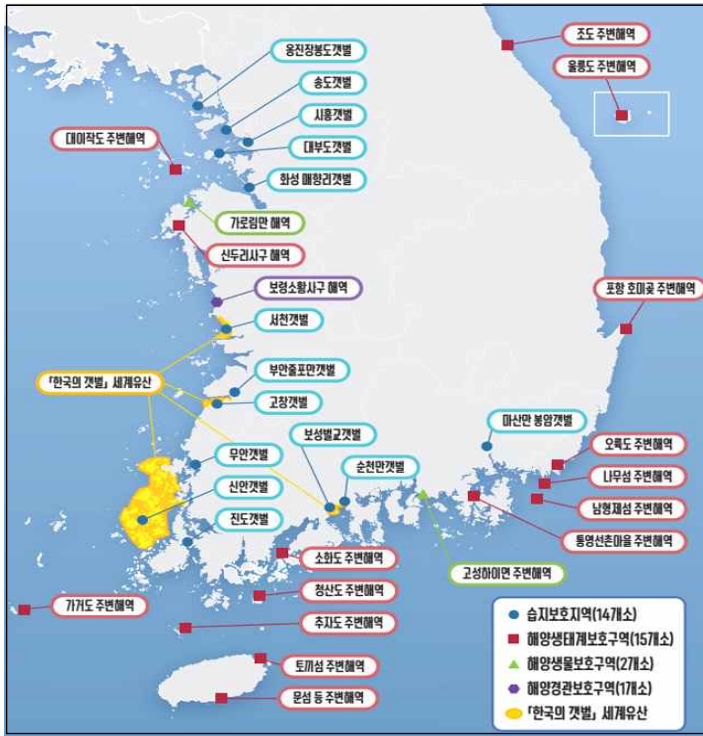 옹진장봉도갯벌
송도갯벌
시흥갯벌
대부도갯벌
화성 매향리갯벌
대이작도 주변해역
가로림만 해역
신두리사구 해역
보령소황사구 해역
서천갯벌
「한국의 갯벌」 세계유산
부안줄포만갯벌
고창갯벌
무안갯벌
신안갯벌
진도갯벌
보성벌교갯벌
순천만갯벌
마산만 봉암갯벌
조도 주변해역
울릉도 주변해역
포항 호미곶 주변해역
오륙도 주변해역
나무섬 주변해역
남형제섬 주변해역
통영선촌마을 주변해역
고성하이면 주변해역
소화도 주변해역
청산도 주변해역
가거도 주변해역
추자도 주변해역
토끼섬 주변해역
문섬 등 주변해역
습지보호지역(14개소)
해양생태계보호구역(15개소)
해양생물보호구역(2개소)
해양경관보호구역(1개소)
「한국의 갯벌」 세계유산